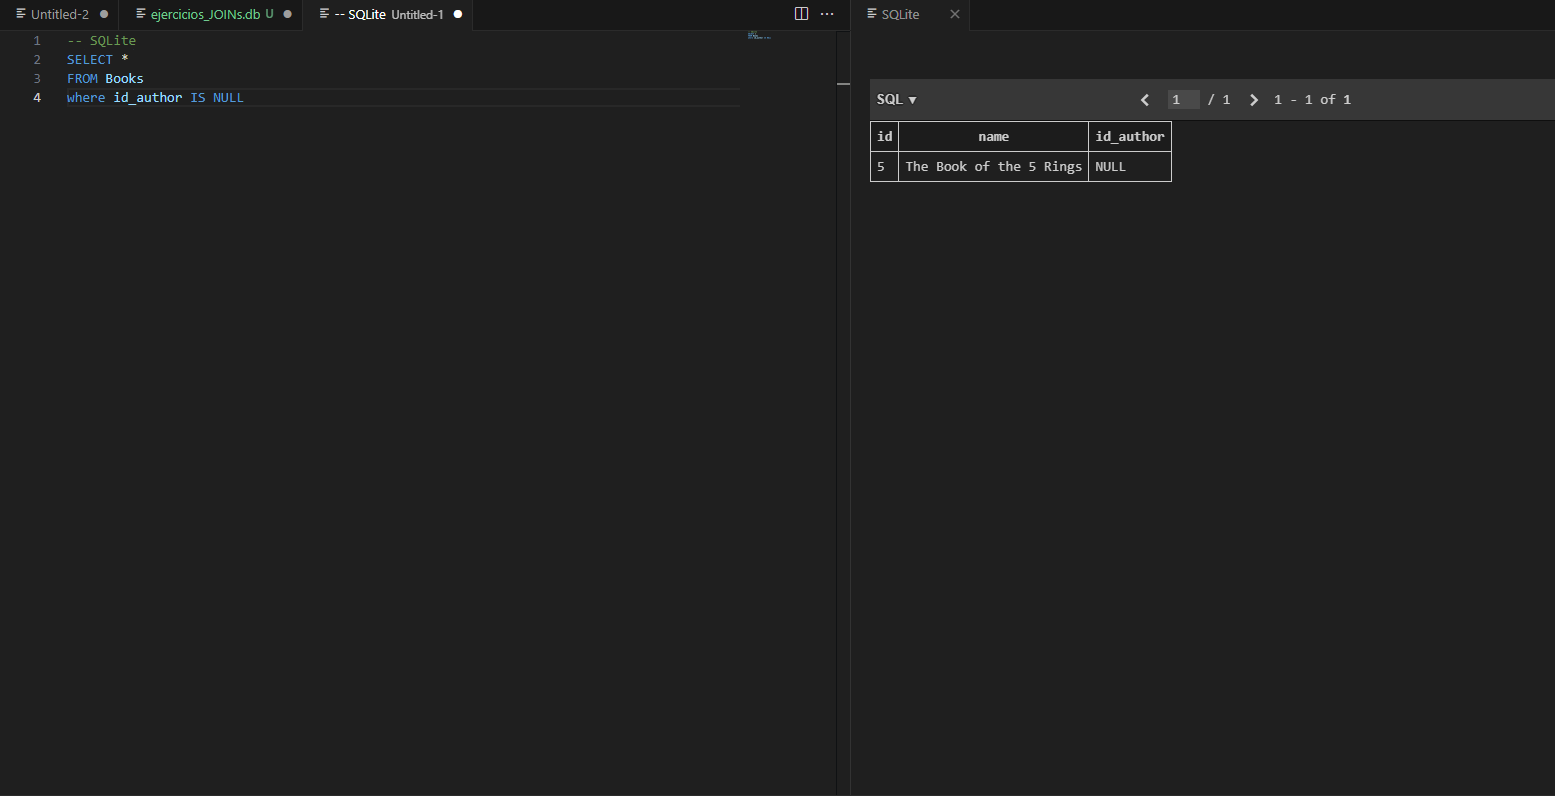 Untitled-2 ejercicios_JOINs.db U -- SQLite Untitled-1 SQLite
1 -- SQLite
2 SELECT *
3 FROM Books
4 where id_author IS NULL
SQL 1 / 1 1 - 1 of 1
id name id_author
5 The Book of the 5 Rings NULL